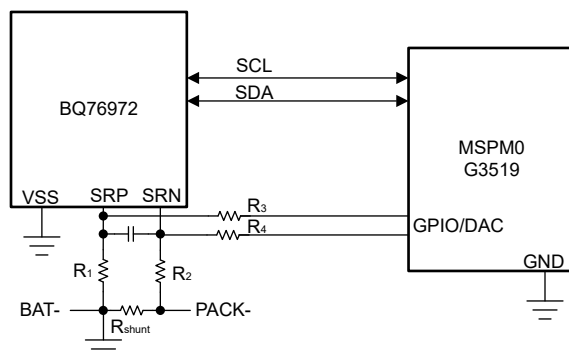 SCL
SDA
BQ76972
MSPM0
G3519
VSS
SRP
SRN
R3
R4
GPIO/DAC
R1
R2
GND
BAT-
PACK-
Rshunt